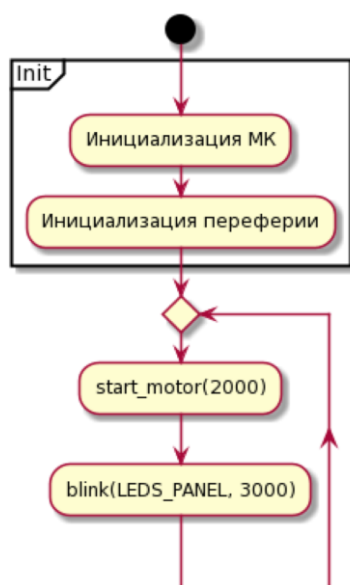 Init
Инициализация МК
Инициализация переферии
start_motor(2000)
blink(LEDS_PANEL, 3000)